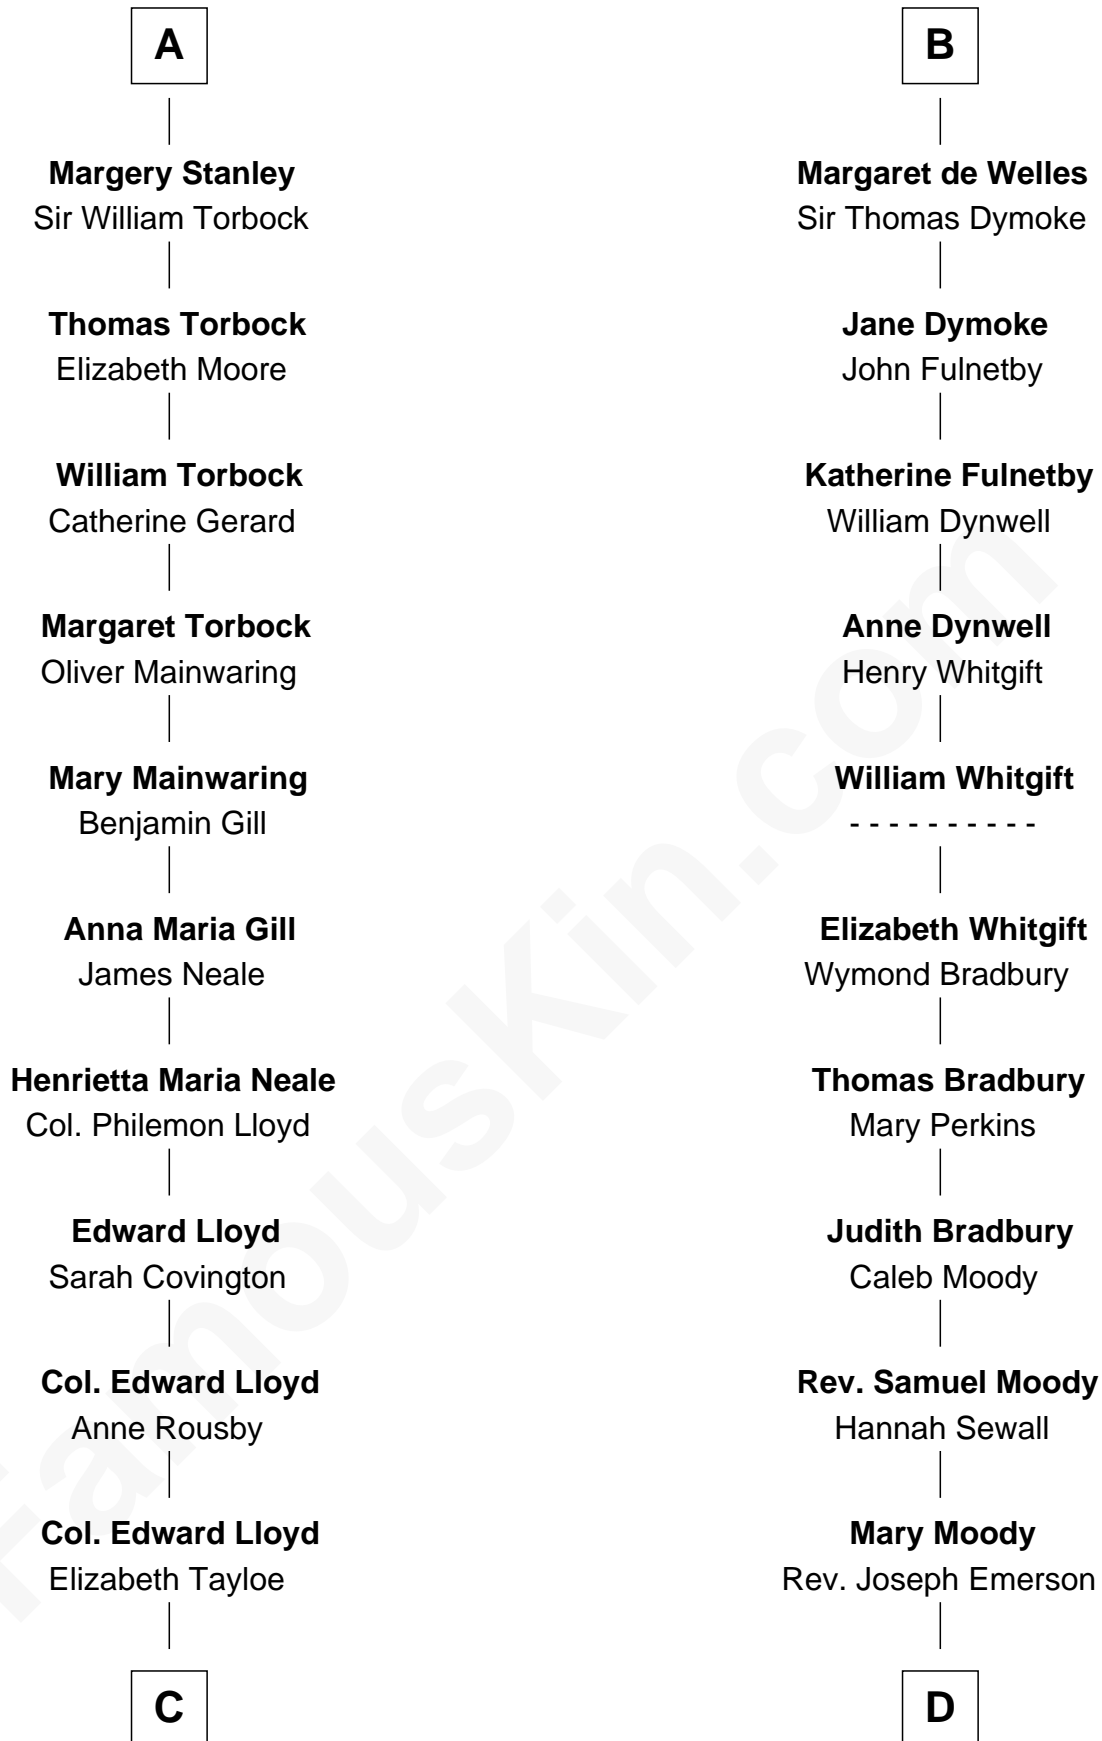 A
Margery Stanley
Sir William Torbock
Thomas Torbock
Elizabeth Moore
William Torbock
Catherine Gerard
Margaret Torbock
Oliver Mainwaring
Mary Mainwaring
Benjamin Gill
Anna Maria Gill
James Neale
Henrietta Maria Neale
Col. Philemon Lloyd
Edward Lloyd
Sarah Covington
Col. Edward Lloyd
Anne Rousby
Col. Edward Lloyd
Elizabeth Tayloe
C
B
Margaret de Welles
Sir Thomas Dymoke
Jane Dymoke
John Fulnetby
Katherine Fulnetby
William Dynwell
Anne Dynwell
Henry Whitgift
William Whitgift
- - - - - - - - - -
Elizabeth Whitgift
Wymond Bradbury
Thomas Bradbury
Mary Perkins
Judith Bradbury
Caleb Moody
Rev. Samuel Moody
Hannah Sewall
Mary Moody
Rev. Joseph Emerson
D
FamousKin.com